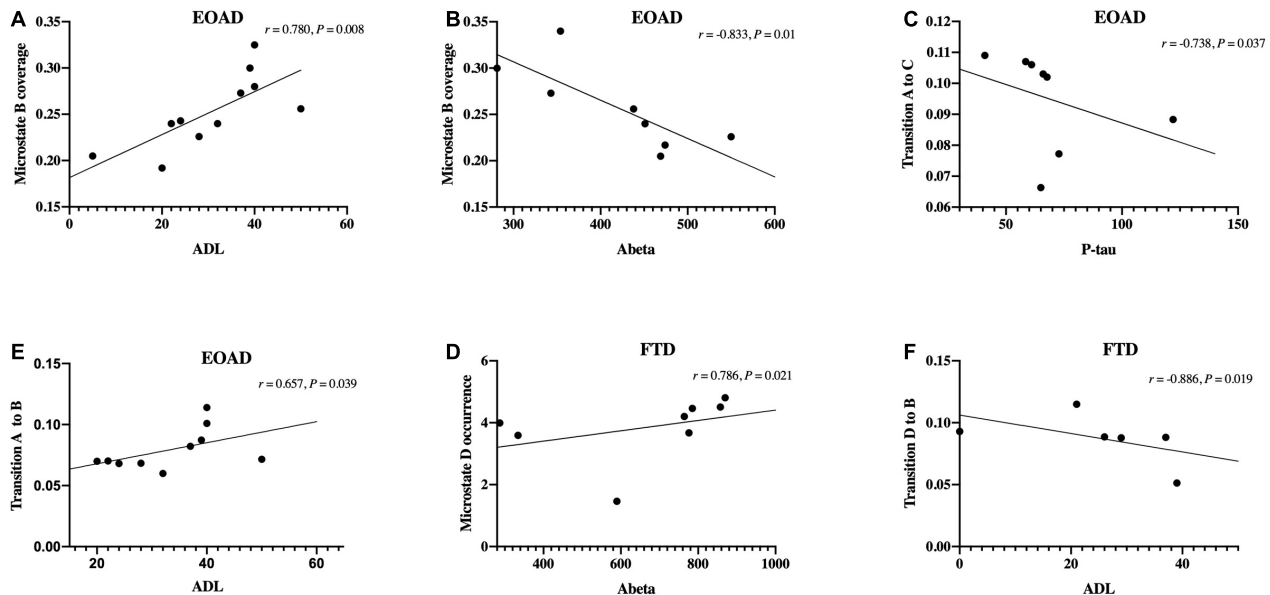 A
EOAD
r = 0.780, P = 0.008
Microstate B coverage
0.35
0.30
0.25
0.20
0.15
0
20
40
60
ADL
B
EOAD
r = -0.833, P = 0.01
Microstate B coverage
0.35
0.30
0.25
0.20
0.15
300
400
500
600
Abeta
C
EOAD
r = -0.738, P = 0.037
Transition A to C
0.12
0.11
0.10
0.09
0.08
0.07
0.06
50
100
150
P-tau
E
EOAD
r = 0.657, P = 0.039
Transition A to B
0.15
0.10
0.05
0.00
20
40
60
ADL
D
FTD
r = 0.786, P = 0.021
Microstate D occurrence
6
4
2
0
400
600
800
1000
Abeta
F
FTD
r = -0.886, P = 0.019
Transition D to B
0.15
0.10
0.05
0.00
0
20
40
ADL